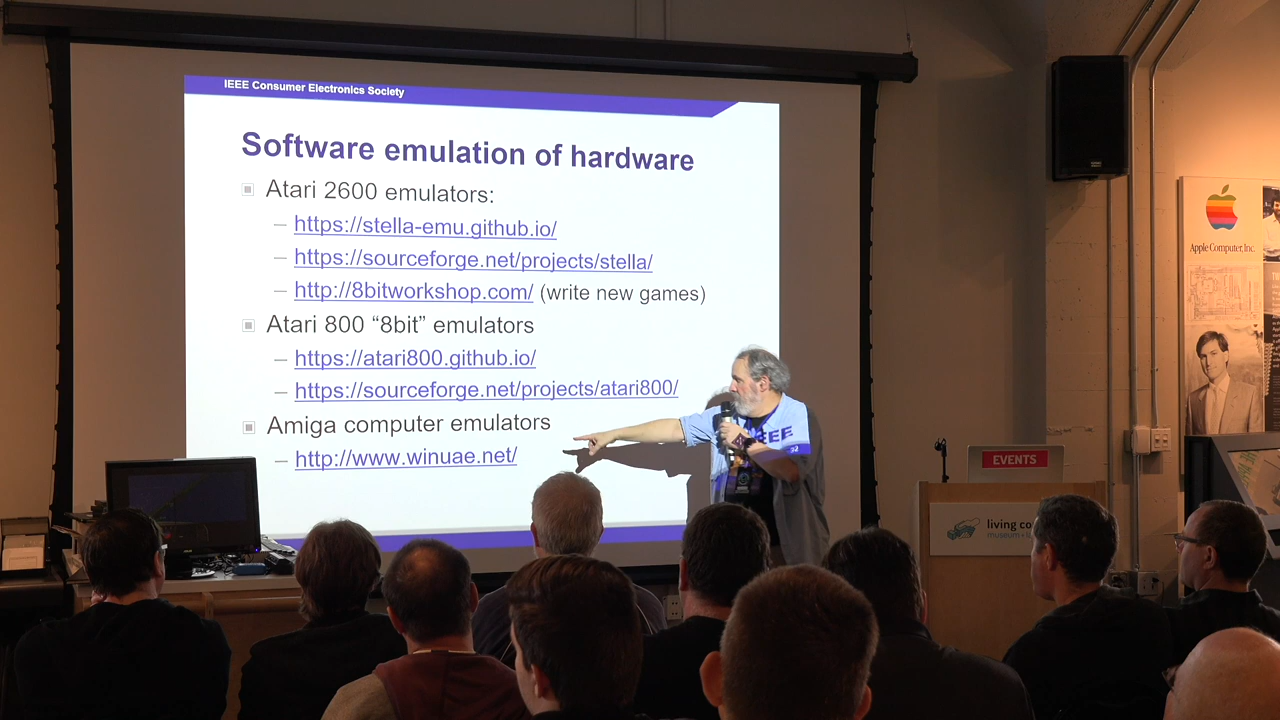 IEEE Consumer Electronics Society
Software emulation of hardware
Atari 2600 emulators:
– https://stella-emu.github.io/
– https://sourceforge.net/projects/stella/
– http://8bitworkshop.com/ (write new games)
Atari 800 “8bit” emulators
– https://atari800.github.io/
– https://sourceforge.net/projects/atari800/
Amiga computer emulators
– http://www.winuae.net/
IEEE
EVENTS
living co
museum
Apple Computer, Inc.